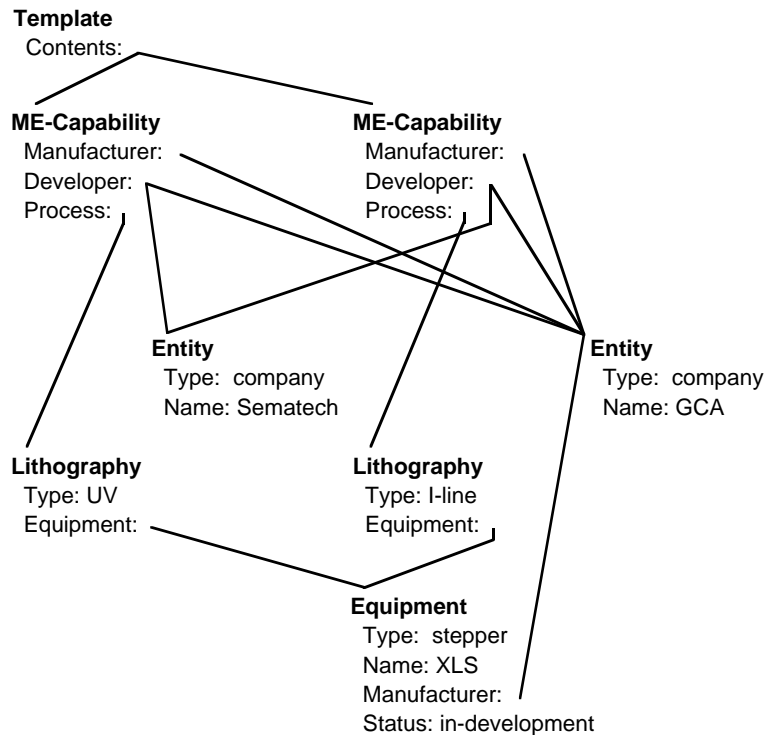 Template
Contents:
ME-Capability
Manufacturer:
Developer:
Process:
ME-Capability
Manufacturer:
Developer:
Process:
Entity
Type: company
Name: Sematech
Entity
Type: company
Name: GCA
Lithography
Type: UV
Equipment:
Lithography
Type: I-line
Equipment:
Equipment
Type: stepper
Name: XLS
Manufacturer:
Status: in-development